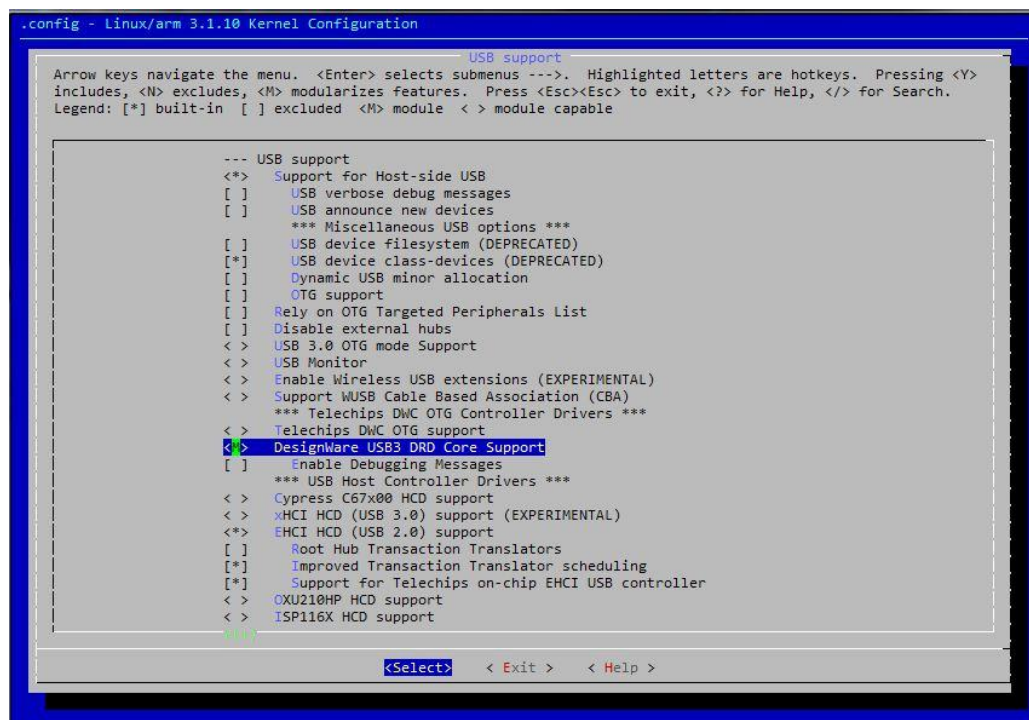 .config - Linux/arm 3.1.10 Kernel Configuration
USB support
Arrow keys navigate the menu. <Enter> selects submenus --->. Highlighted letters are hotkeys. Pressing <Y>
includes, <N> excludes, <M> modularizes features. Press <Esc><Esc> to exit, <?> for Help, </> for Search.
Legend: [*] built-in [ ] excluded <M> module < > module capable
--- USB support
<*> Support for Host-side USB
[ ] USB verbose debug messages
[ ] USB announce new devices
*** Miscellaneous USB options ***
[ ] USB device filesystem (DEPRECATED)
[*] USB device class-devices (DEPRECATED)
[ ] Dynamic USB minor allocation
[ ] OTG support
[ ] Rely on OTG Targeted Peripherals List
[ ] Disable external hubs
< > USB 3.0 OTG mode Support
< > USB Monitor
< > Enable Wireless USB extensions (EXPERIMENTAL)
< > Support WUSB Cable Based Association (CBA)
*** Telechips DWC OTG Controller Drivers ***
< > Telechips DWC OTG support
<M> DesignWare USB3 DRD Core Support
[ ] Enable Debugging Messages
*** USB Host Controller Drivers ***
< > Cypress C67x00 HCD support
< > xHCI HCD (USB 3.0) support (EXPERIMENTAL)
<*> EHCI HCD (USB 2.0) support
[ ] Root Hub Transaction Translators
[*] Improved Transaction Translator scheduling
[*] Support for Telechips on-chip EHCI USB controller
< > OXU210HP HCD support
< > ISP116X HCD support
<Select> < Exit > < Help >